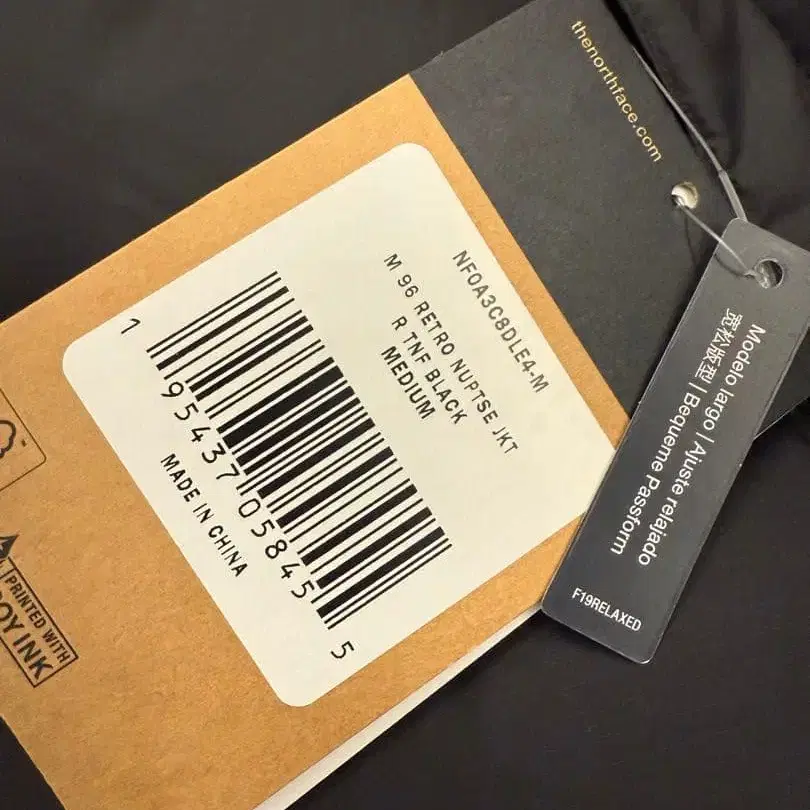 thenorthface.com
NF0A3C8DLE4-M
M 96 RETRO NUPTSE JKT
R TNF BLACK
MEDIUM
1 95437 05845 5
MADE IN CHINA
PRINTED WITH
OY INK
Modelo largo | Ajuste relajado
宽松版型 | Bequeme Passform
F19RELAXED